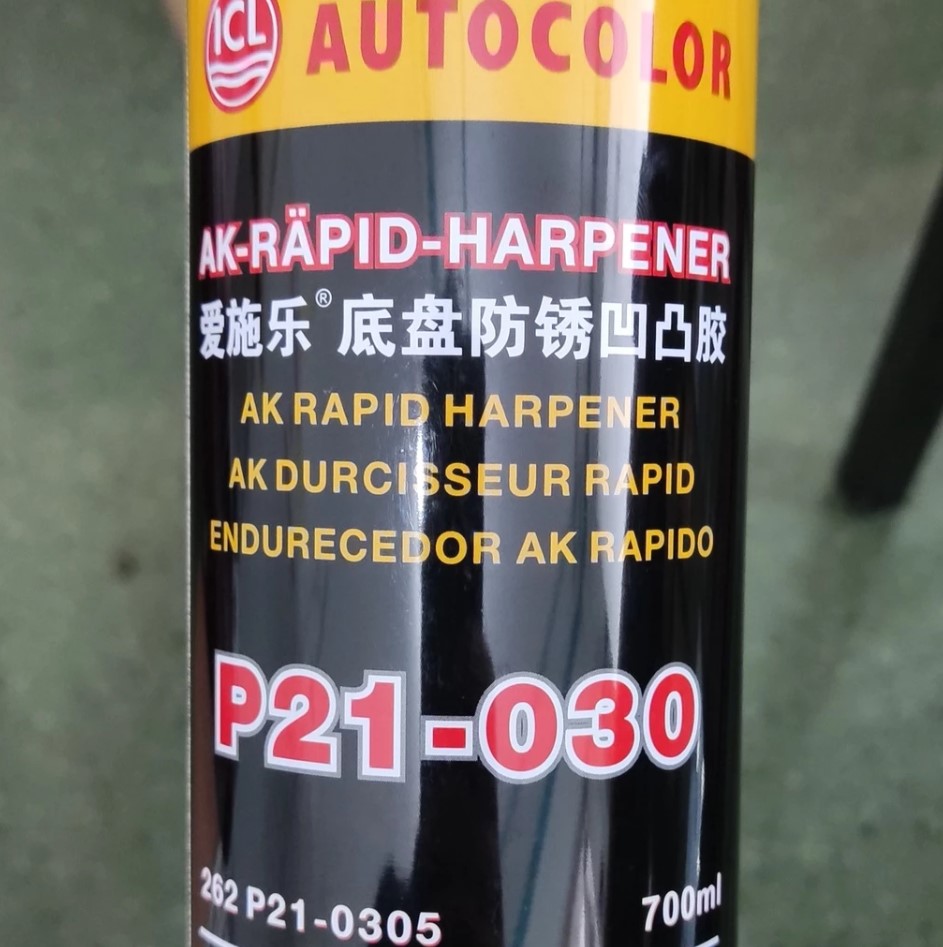 ICL AUTOCOLOR
AK-RÄPID-HARPENER
爱施乐® 底盘防锈凹凸胶
AK RAPID HARPENER
AK DURCISSEUR RAPID
ENDURECEDOR AK RAPIDO
P21-030
262 P21-0305 700ml